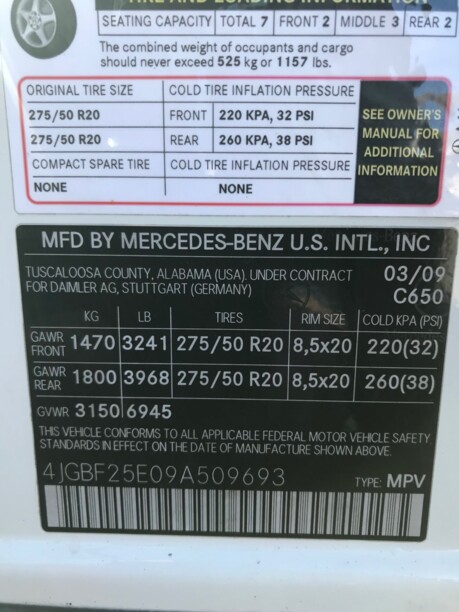 TIRE AND LOADING INFORMATION
SEATING CAPACITY TOTAL 7 FRONT 2 MIDDLE 3 REAR 2
The combined weight of occupants and cargo
should never exceed 525 kg or 1157 lbs.
ORIGINAL TIRE SIZE COLD TIRE INFLATION PRESSURE
275/50 R20 FRONT 220 KPA, 32 PSI
275/50 R20 REAR 260 KPA, 38 PSI
COMPACT SPARE TIRE COLD TIRE INFLATION PRESSURE
NONE NONE
SEE OWNER'S
MANUAL FOR
ADDITIONAL
INFORMATION
MFD BY MERCEDES-BENZ U.S. INTL., INC
TUSCALOOSA COUNTY, ALABAMA (USA). UNDER CONTRACT 03/09
FOR DAIMLER AG, STUTTGART (GERMANY) C650
KG LB TIRES RIM SIZE COLD KPA (PSI)
GAWR FRONT 1470 3241 275/50 R20 8,5x20 220(32)
GAWR REAR 1800 3968 275/50 R20 8,5x20 260(38)
GVWR 3150 6945
THIS VEHICLE CONFORMS TO ALL APPLICABLE FEDERAL MOTOR VEHICLE SAFETY
STANDARDS IN EFFECT ON THE DATE OF MANUFACTURE SHOWN ABOVE.
4JGBF25E09A509693 TYPE: MPV